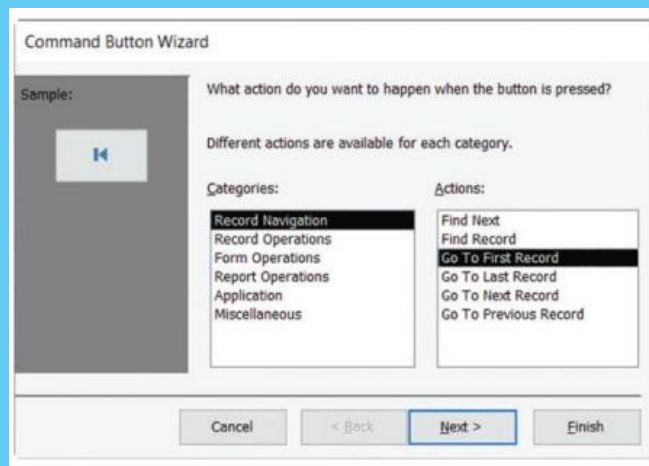 Command Button Wizard
Sample:
What action do you want to happen when the button is pressed?
Different actions are available for each category.
Categories:
Record Navigation
Record Operations
Form Operations
Report Operations
Application
Miscellaneous
Actions:
Find Next
Find Record
Go To First Record
Go To Last Record
Go To Next Record
Go To Previous Record
Cancel
< Back
Next >
Finish